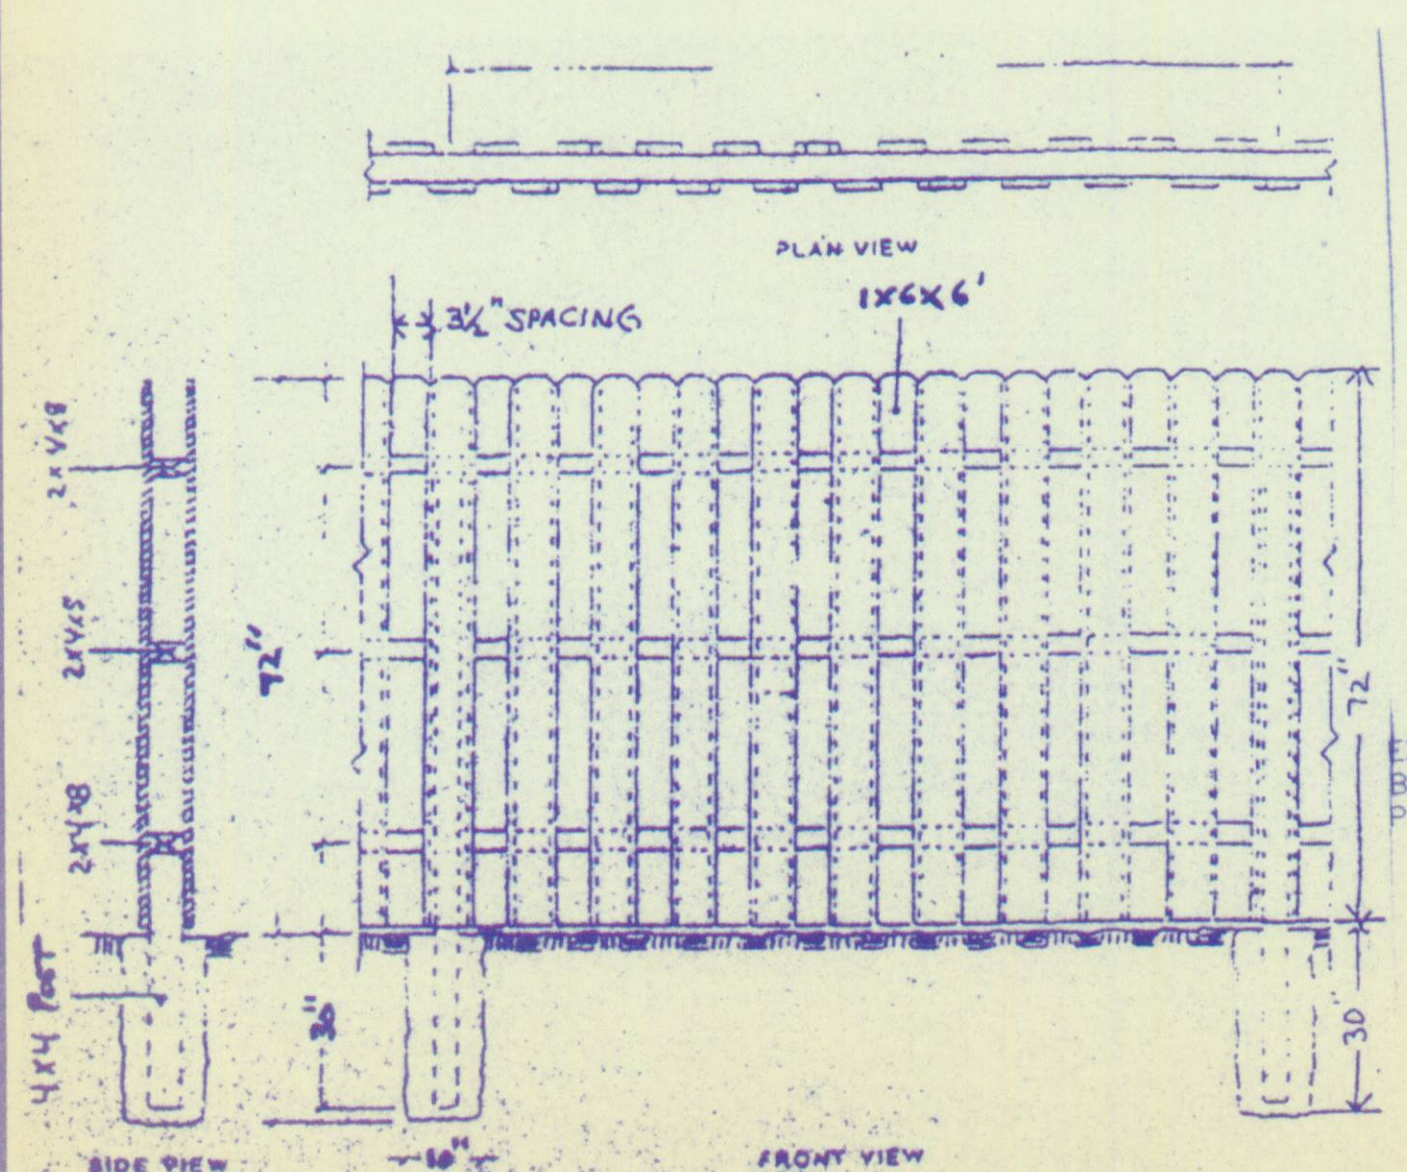 PLAN VIEW
1X6X6'
3½" SPACING
2x4x8
2x4x5
2x4x8
72"
72"
4x4 POST
30"
30"
10"
SIDE VIEW
FRONT VIEW